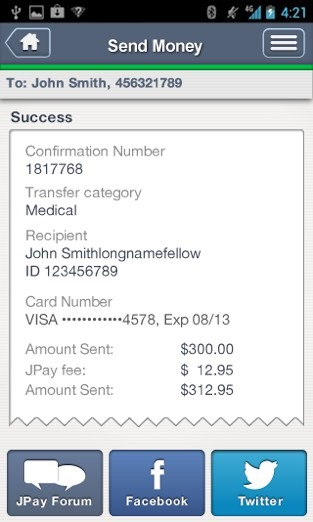 4G 4:21
Send Money
To: John Smith, 456321789
Success
Confirmation Number
1817768
Transfer category
Medical
Recipient
John Smithlongnamefellow
ID 123456789
Card Number
VISA ••••••••••••4578, Exp 08/13
Amount Sent: $300.00
JPay fee: $ 12.95
Amount Sent: $312.95
JPay Forum Facebook Twitter